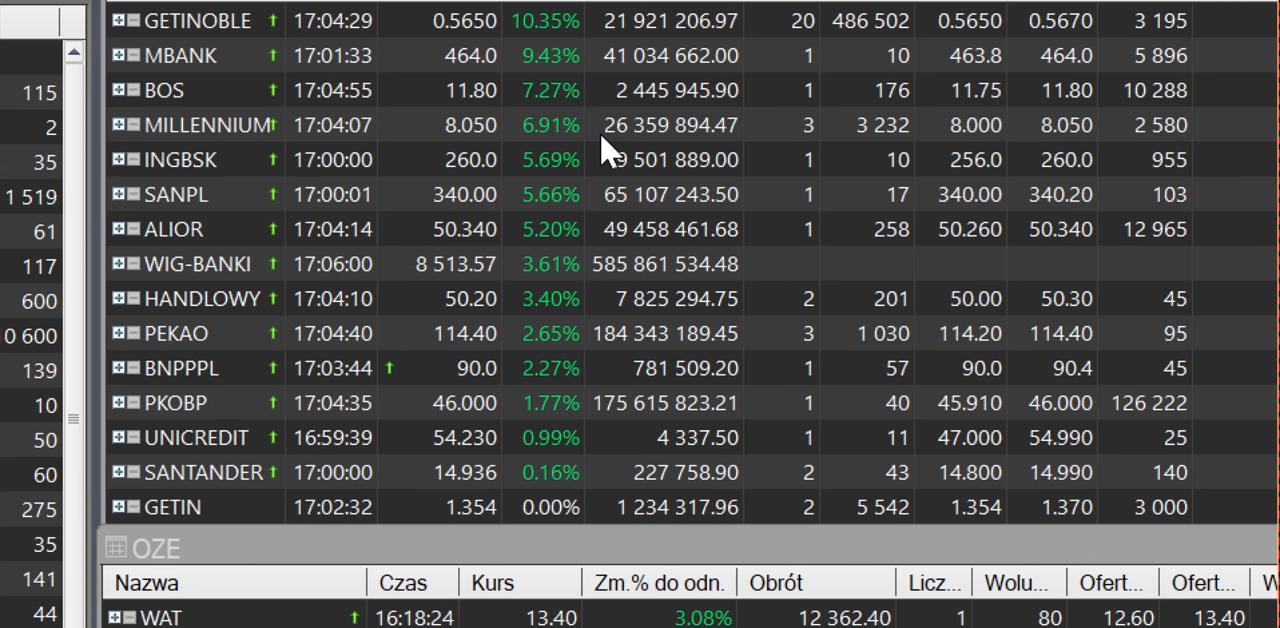 GETINOBLE 17:04:29 0.5650 10.35% 21 921 206.97 20 486 502 0.5650 0.5670 3 195
MBANK 17:01:33 464.0 9.43% 41 034 662.00 1 10 463.8 464.0 5 896
115 BOS 17:04:55 11.80 7.27% 2 445 945.90 1 176 11.75 11.80 10 288
2 MILLENNIUM 17:04:07 8.050 6.91% 26 359 894.47 3 3 232 8.000 8.050 2 580
35 INGBSK 17:00:00 260.0 5.69% 9 501 889.00 1 10 256.0 260.0 955
1 519 SANPL 17:00:01 340.00 5.66% 65 107 243.50 1 17 340.00 340.20 103
61 ALIOR 17:04:14 50.340 5.20% 49 458 461.68 1 258 50.260 50.340 12 965
117 WIG-BANKI 17:06:00 8 513.57 3.61% 585 861 534.48
600 HANDLOWY 17:04:10 50.20 3.40% 7 825 294.75 2 201 50.00 50.30 45
0 600 PEKAO 17:04:40 114.40 2.65% 184 343 189.45 3 1 030 114.20 114.40 95
139 BNPPPL 17:03:44 90.0 2.27% 781 509.20 1 57 90.0 90.4 45
10 PKOBP 17:04:35 46.000 1.77% 175 615 823.21 1 40 45.910 46.000 126 222
50 UNICREDIT 16:59:39 54.230 0.99% 4 337.50 1 11 47.000 54.990 25
60 SANTANDER 17:00:00 14.936 0.16% 227 758.90 2 43 14.800 14.990 140
275 GETIN 17:02:32 1.354 0.00% 1 234 317.96 2 5 542 1.354 1.370 3 000
35 OZE
141 Nazwa Czas Kurs Zm.% do odn. Obrót Licz... Wolu... Ofert... Ofert...
44 WAT 16:18:24 13.40 3.08% 12 362.40 1 80 12.60 13.40